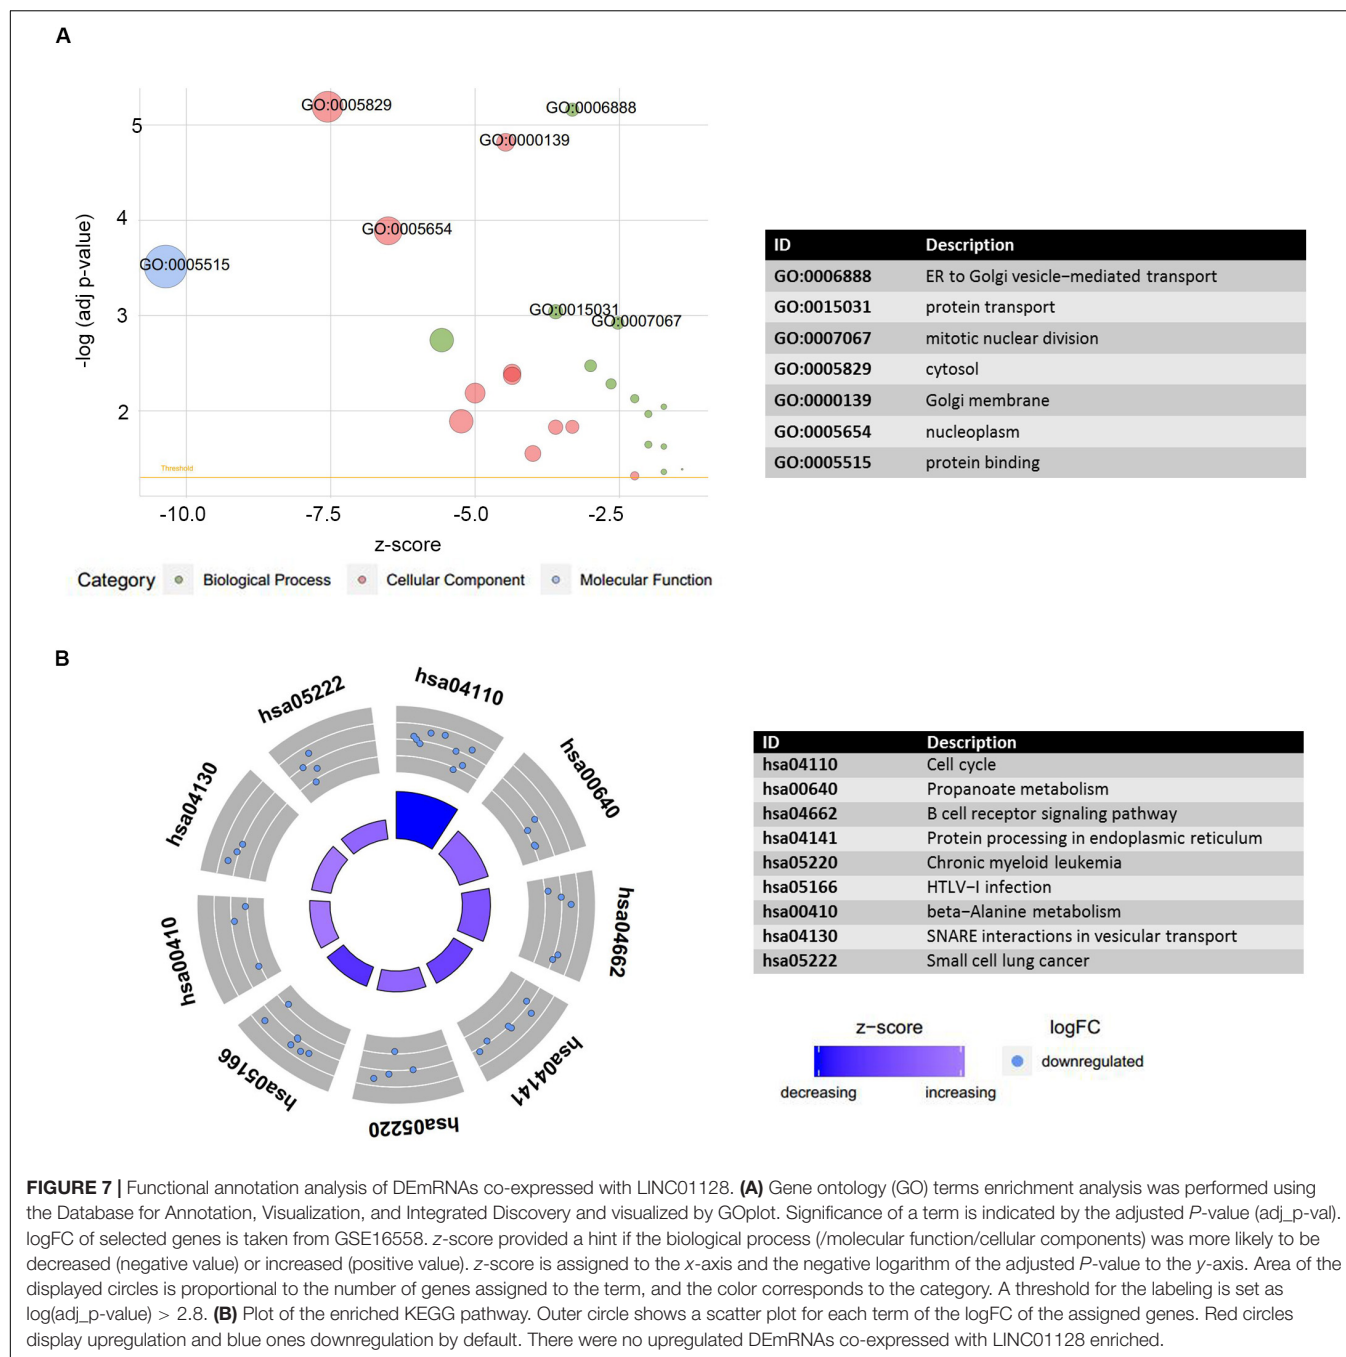 A
GO:0005829
GO:0006888
GO:0000139
GO:0005654
GO:0005515
GO:0015031
GO:0007067
5
4
3
2
-log (adj p-value)
Threshold
-10.0 -7.5 -5.0 -2.5
z-score
Category Biological Process Cellular Component Molecular Function
ID Description
GO:0006888 ER to Golgi vesicle−mediated transport
GO:0015031 protein transport
GO:0007067 mitotic nuclear division
GO:0005829 cytosol
GO:0000139 Golgi membrane
GO:0005654 nucleoplasm
GO:0005515 protein binding
B
hsa04110
hsa00640
hsa04662
hsa04141
hsa05220
hsa05166
hsa00410
hsa04130
hsa05222
ID Description
hsa04110 Cell cycle
hsa00640 Propanoate metabolism
hsa04662 B cell receptor signaling pathway
hsa04141 Protein processing in endoplasmic reticulum
hsa05220 Chronic myeloid leukemia
hsa05166 HTLV−I infection
hsa00410 beta−Alanine metabolism
hsa04130 SNARE interactions in vesicular transport
hsa05222 Small cell lung cancer
z−score logFC
downregulated
decreasing increasing
FIGURE 7 | Functional annotation analysis of DEmRNAs co-expressed with LINC01128. (A) Gene ontology (GO) terms enrichment analysis was performed using
the Database for Annotation, Visualization, and Integrated Discovery and visualized by GOplot. Significance of a term is indicated by the adjusted P-value (adj_p-val).
logFC of selected genes is taken from GSE16558. z-score provided a hint if the biological process (/molecular function/cellular components) was more likely to be
decreased (negative value) or increased (positive value). z-score is assigned to the x-axis and the negative logarithm of the adjusted P-value to the y-axis. Area of the
displayed circles is proportional to the number of genes assigned to the term, and the color corresponds to the category. A threshold for the labeling is set as
log(adj_p-value) > 2.8. (B) Plot of the enriched KEGG pathway. Outer circle shows a scatter plot for each term of the logFC of the assigned genes. Red circles
display upregulation and blue ones downregulation by default. There were no upregulated DEmRNAs co-expressed with LINC01128 enriched.